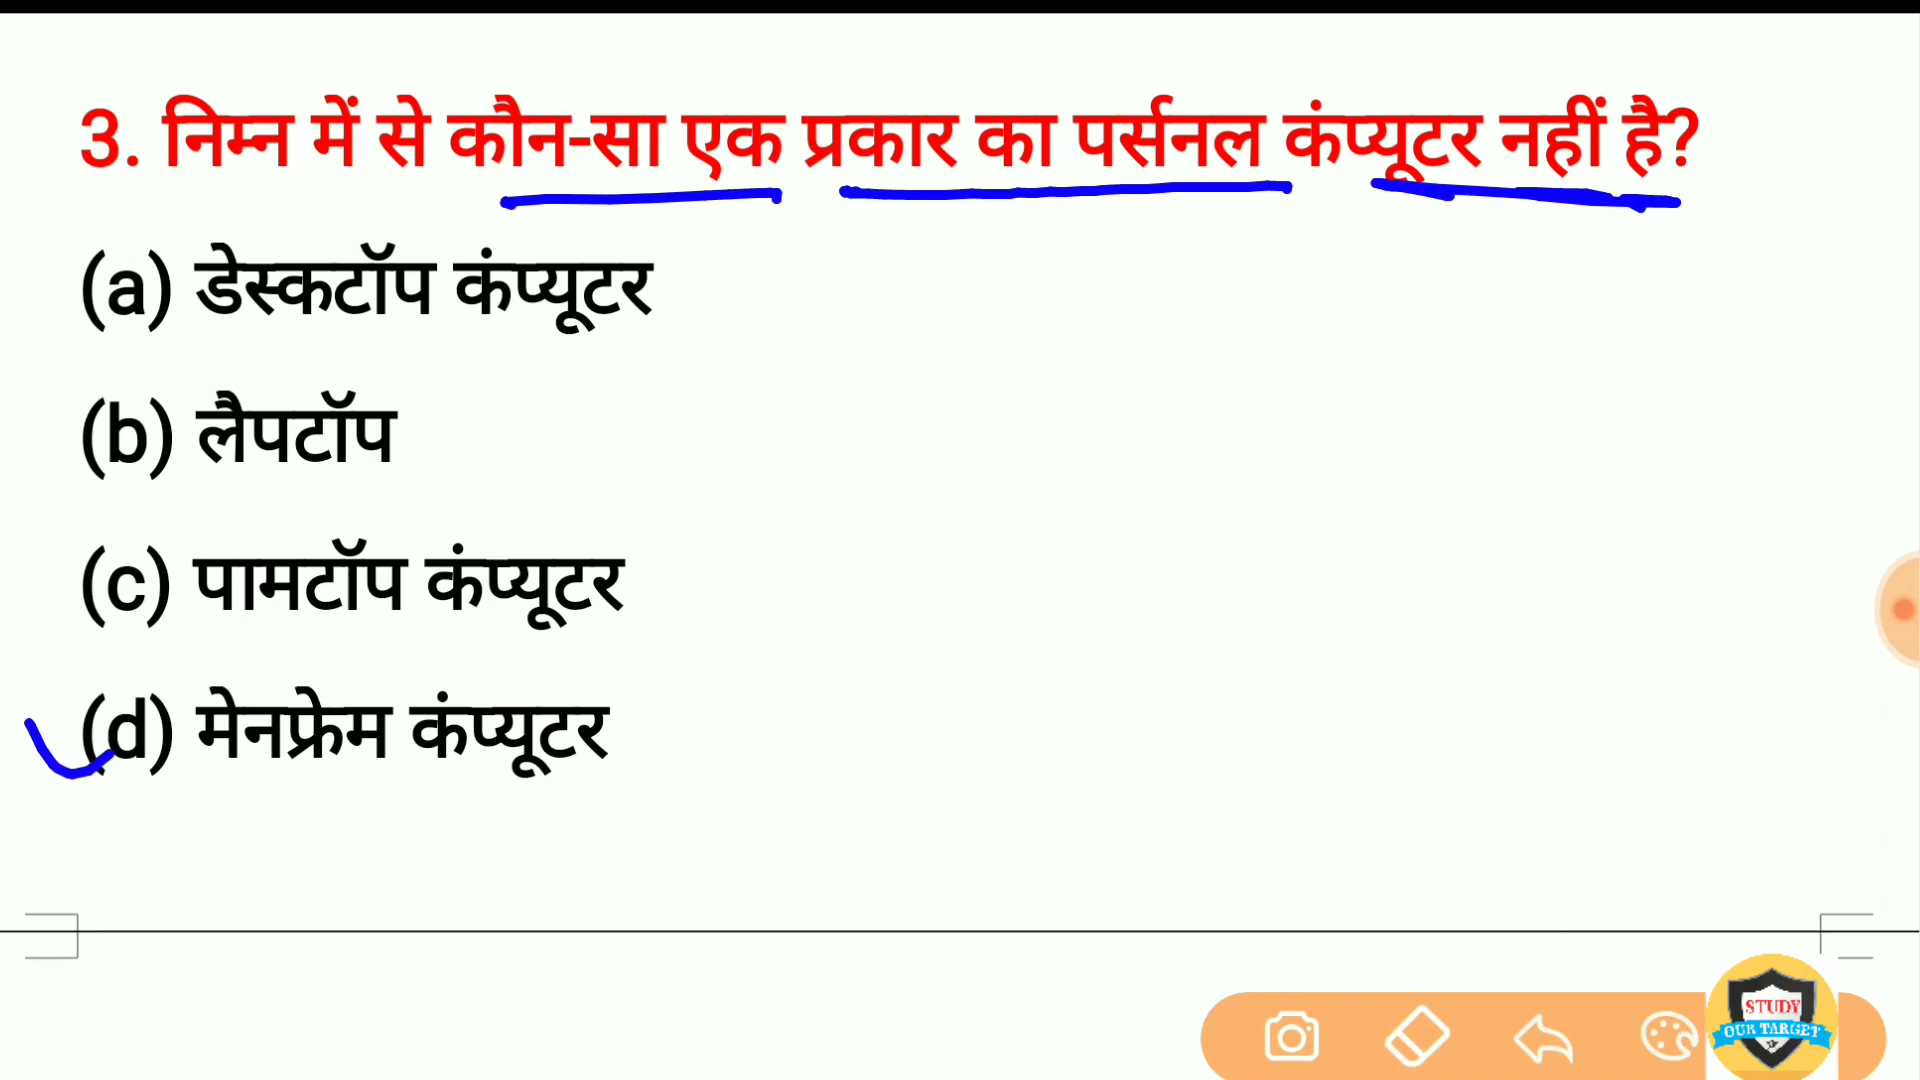 3. निम्न में से कौन-सा एक प्रकार का पर्सनल कंप्यूटर नहीं है?
(a) डेस्कटॉप कंप्यूटर
(b) लैपटॉप
(c) पामटॉप कंप्यूटर
(d) मेनफ्रेम कंप्यूटर
STUDY
OUR TARGET